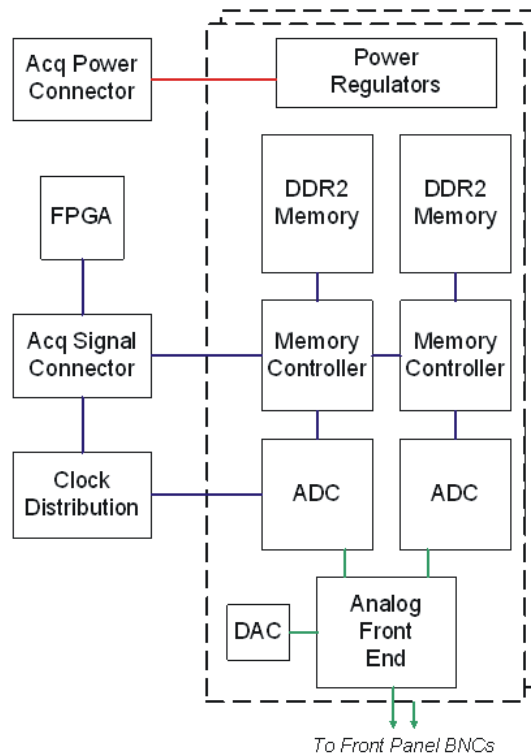 Acq Power
Connector
Power
Regulators
FPGA
DDR2
Memory
DDR2
Memory
Acq Signal
Connector
Memory
Controller
Memory
Controller
Clock
Distribution
ADC
ADC
DAC
Analog
Front
End
To Front Panel BNCs